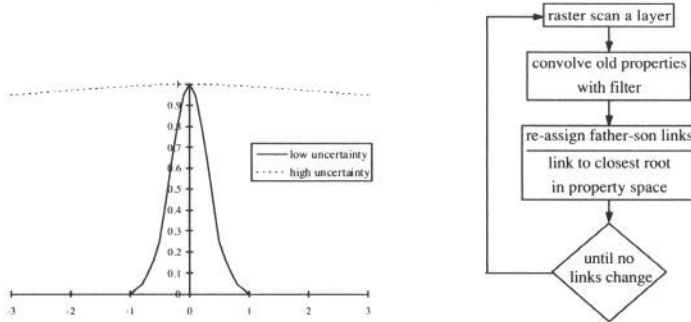 0.9
0.8
0.7
0.6
0.5
0.4
0.3
0.2
0.1
0
-3
-2
-1
0
1
2
3
low uncertainty
high uncertainty
raster scan a layer
convolve old properties
with filter
re-assign father-son links
link to closest root
in property space
until no
links change